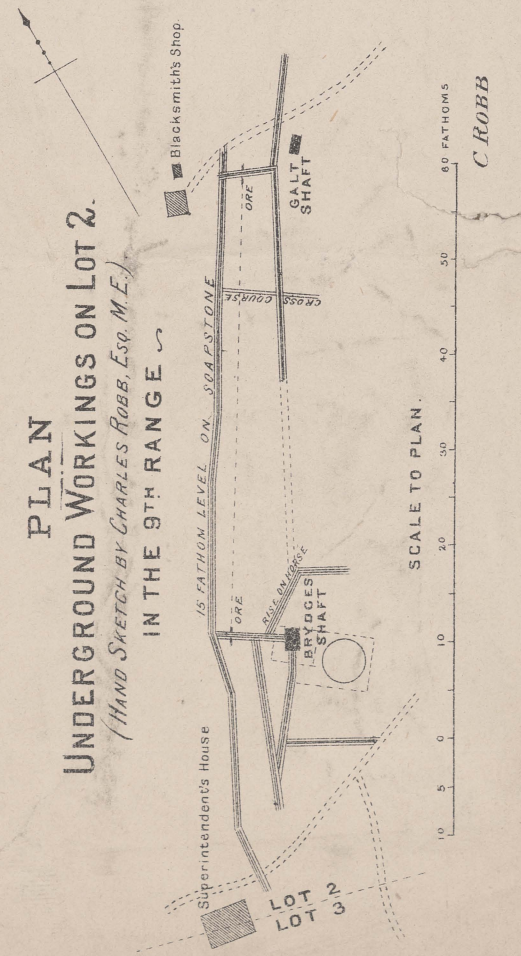 PLAN
UNDERGROUND WORKINGS ON LOT 2.
(HAND SKETCH BY CHARLES ROBB, ESQ. M.E.)
IN THE 9TH RANGE
Superintendent's House
Blacksmith's Shop
15 FATHOM LEVEL ON SOAPSTONE
ORE
ORE
CROSS COURSE
RISE ON HORSE
BRYDGES
SHAFT
GALT
SHAFT
LOT 2
LOT 3
SCALE TO PLAN.
10 5 0 10 20 30 40 50 60 FATHOMS
C ROBB